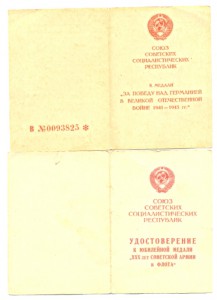 СОЮЗ
СОВЕТСКИХ
СОЦИАЛИСТИЧЕСКИХ
РЕСПУБЛИК
К МЕДАЛИ
„ЗА ПОБЕДУ НАД ГЕРМАНИЕЙ
В ВЕЛИКОЙ ОТЕЧЕСТВЕННОЙ
ВОЙНЕ 1941—1945 гг.“
В №0093825 ✻
СОЮЗ
СОВЕТСКИХ
СОЦИАЛИСТИЧЕСКИХ
РЕСПУБЛИК
УДОСТОВЕРЕНИЕ
К ЮБИЛЕЙНОЙ МЕДАЛИ
„XXX лет СОВЕТСКОЙ АРМИИ
И ФЛОТА“